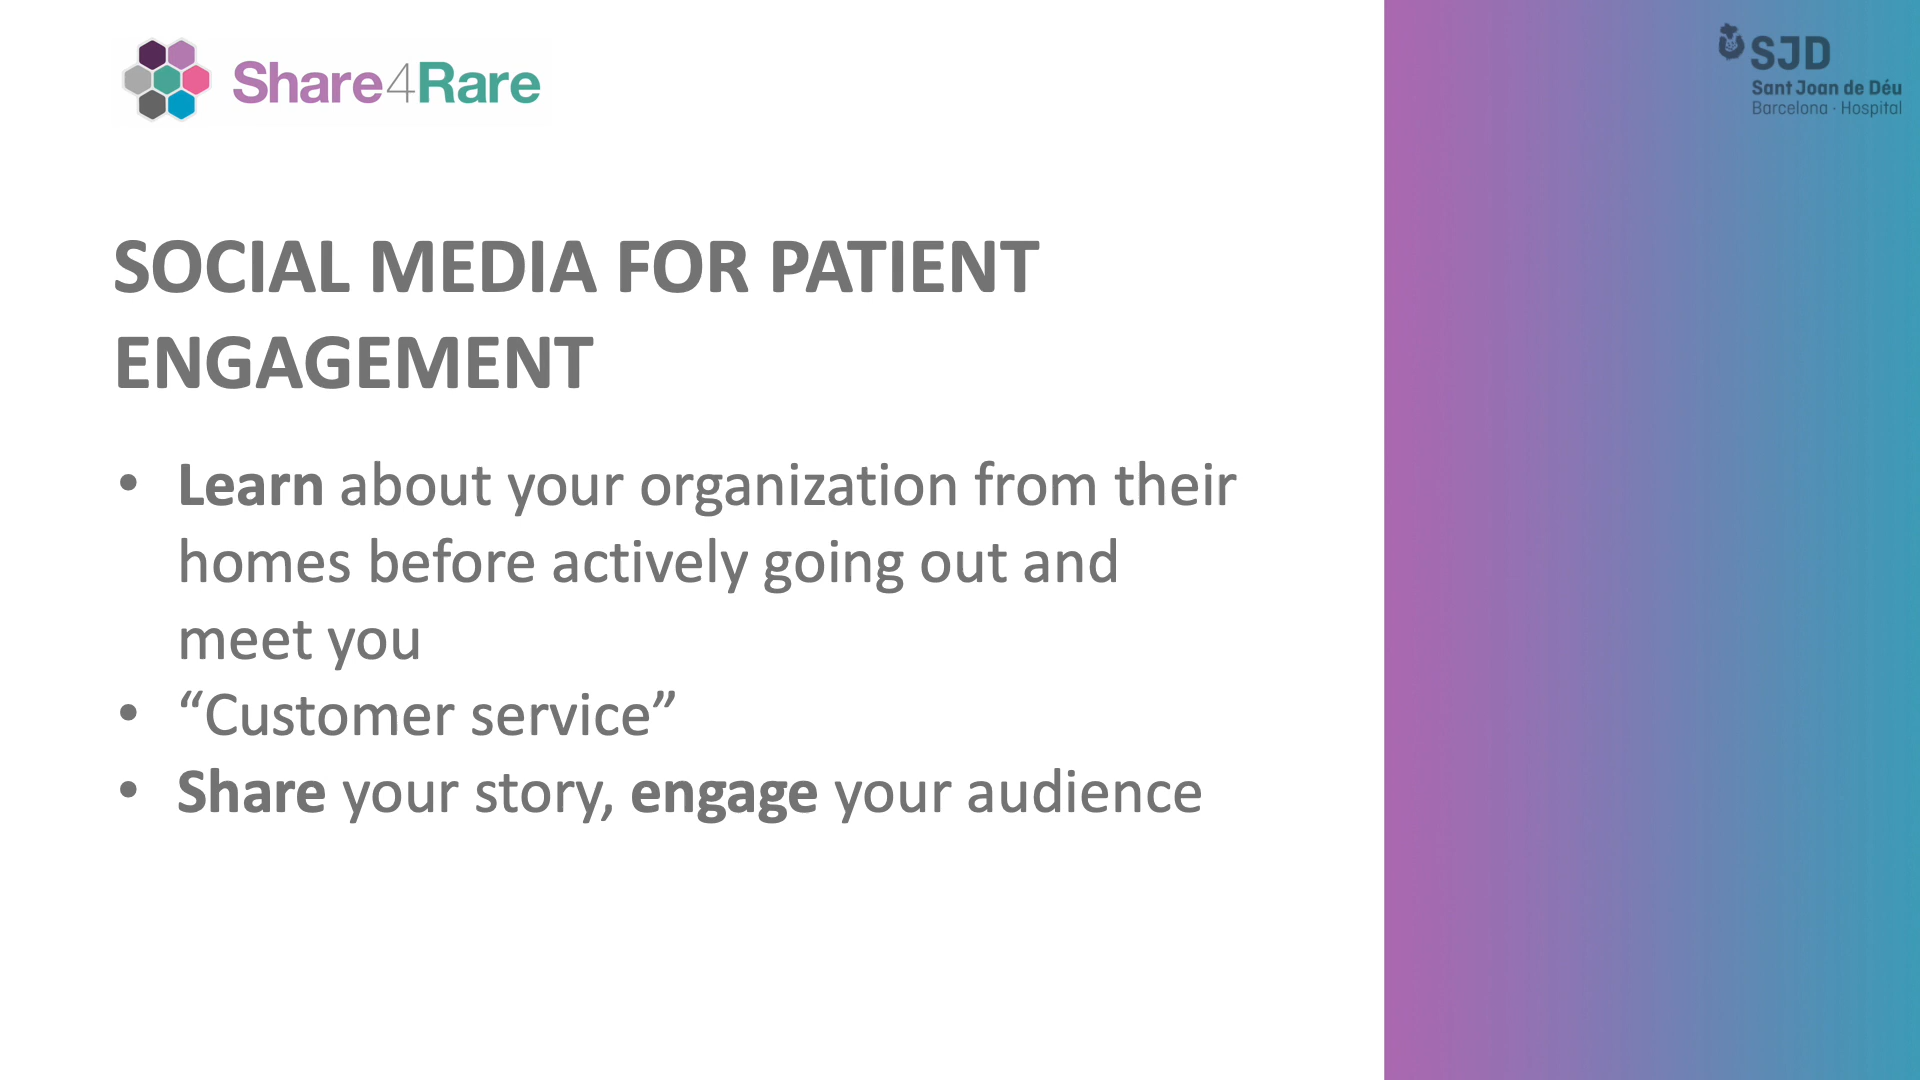 Share4Rare
SJD
Sant Joan de Déu
Barcelona · Hospital
SOCIAL MEDIA FOR PATIENT
ENGAGEMENT
• Learn about your organization from their
homes before actively going out and
meet you
• “Customer service”
• Share your story, engage your audience